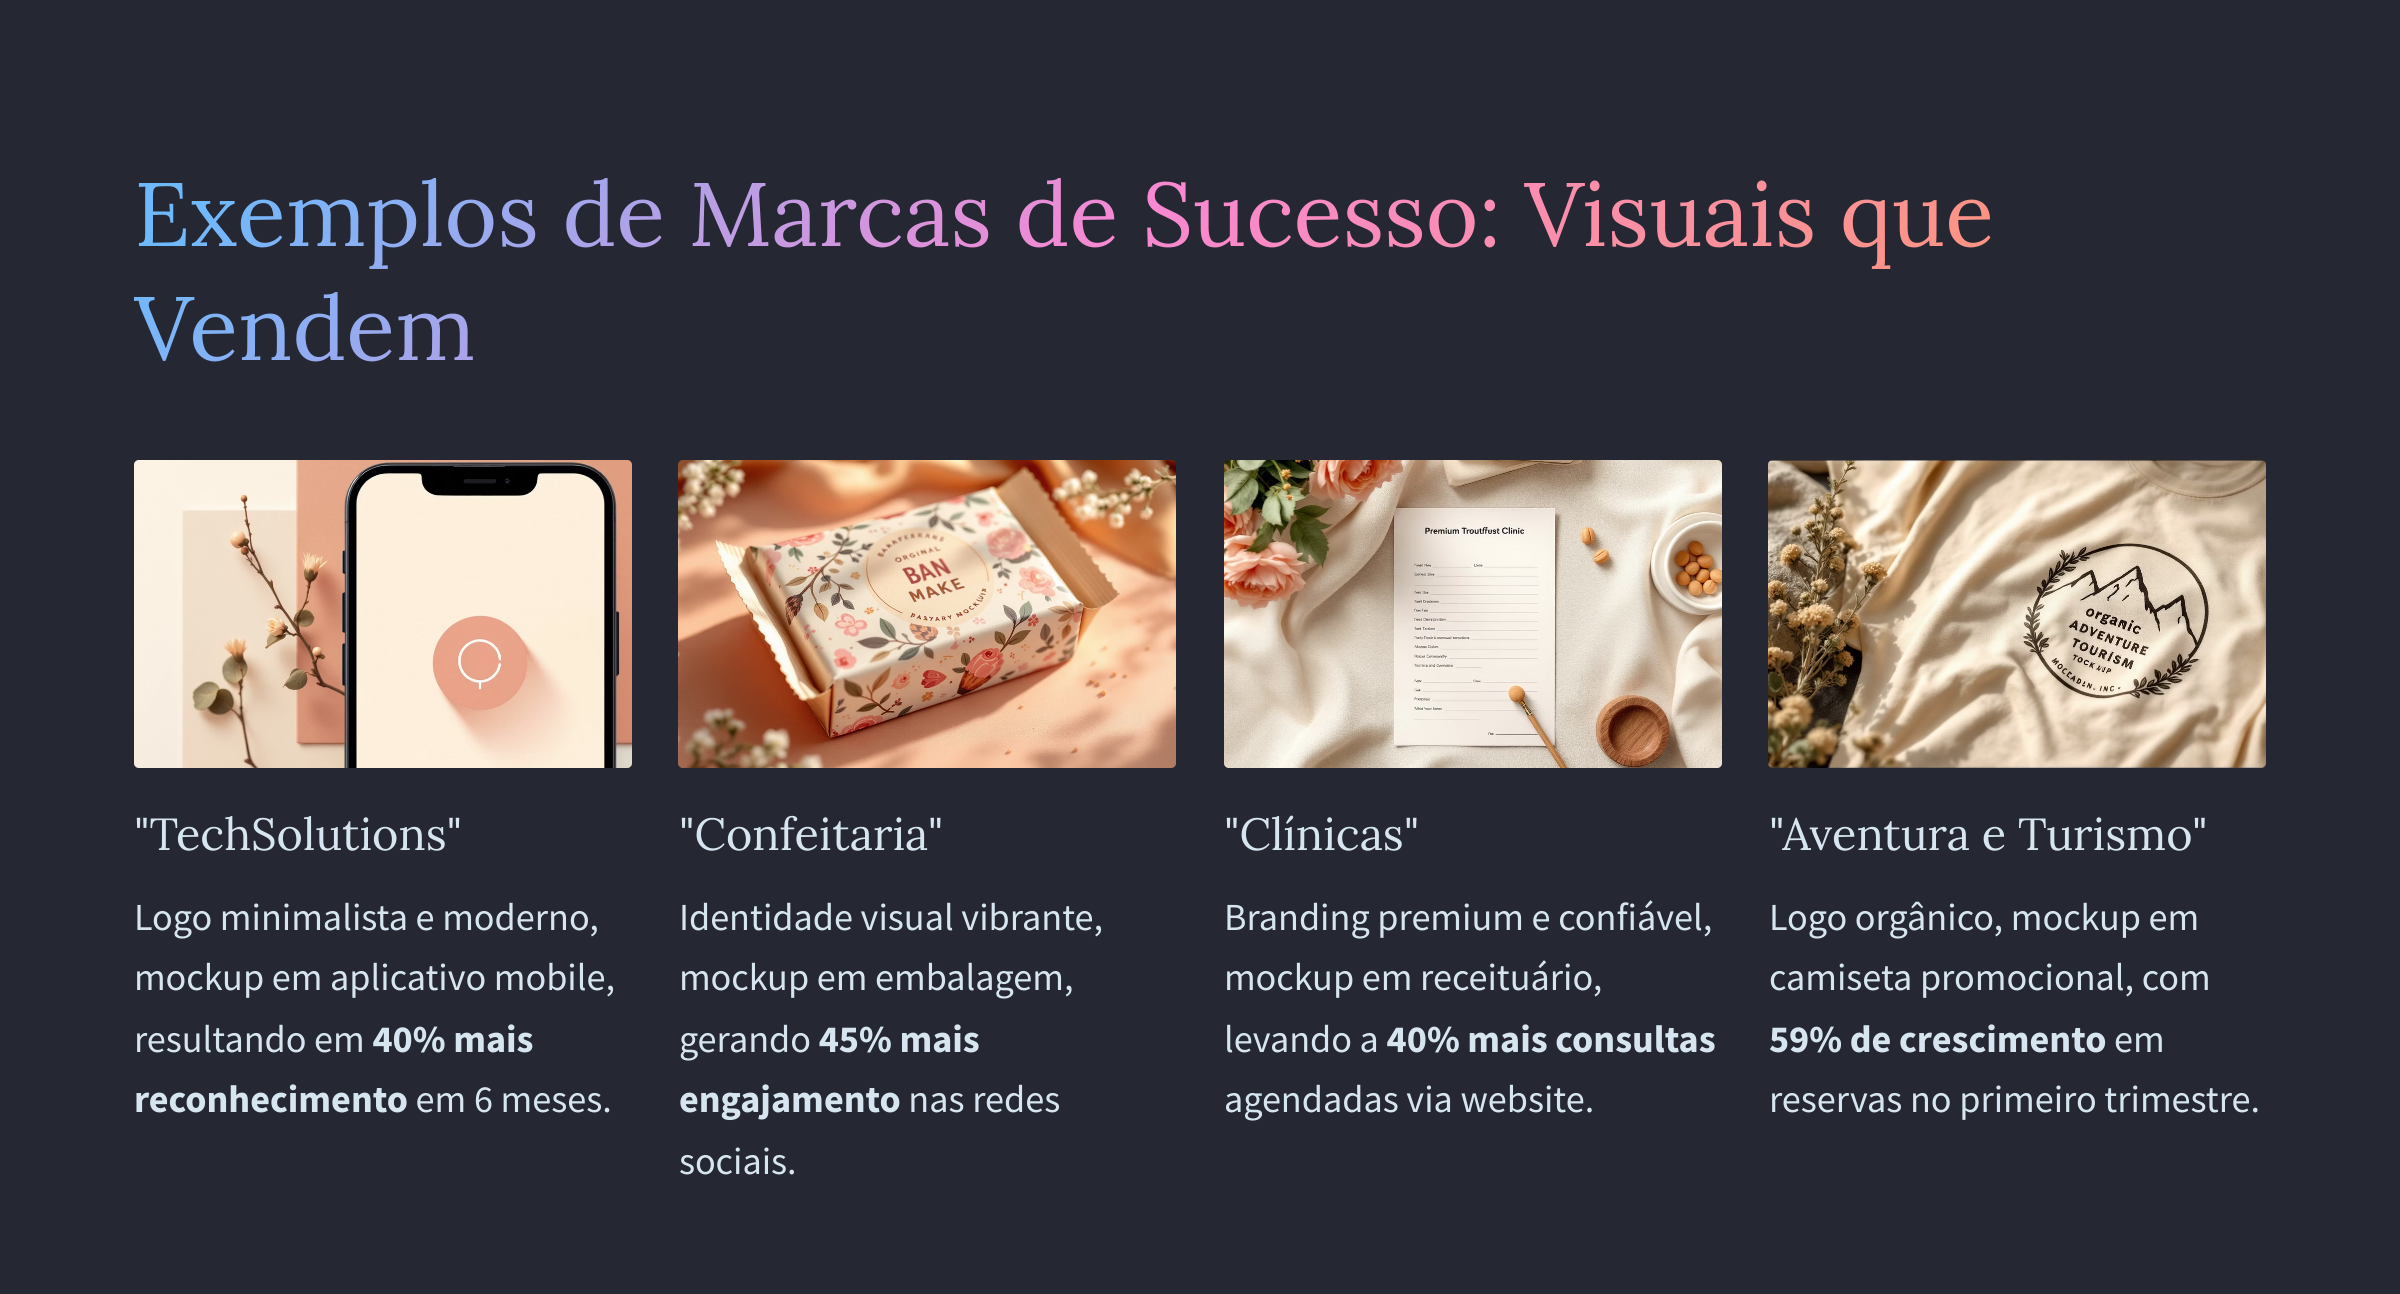 Exemplos de Marcas de Sucesso: Visuais que
Vendem
ORGINAL
BAN
MAKE
PASTARY MOCKUIP
Premium Troutffust Clinic
organic
ADVENTURE
TOURISM
"TechSolutions"
Logo minimalista e moderno,
mockup em aplicativo mobile,
resultando em 40% mais
reconhecimento em 6 meses.
"Confeitaria"
Identidade visual vibrante,
mockup em embalagem,
gerando 45% mais
engajamento nas redes
sociais.
"Clínicas"
Branding premium e confiável,
mockup em receituário,
levando a 40% mais consultas
agendadas via website.
"Aventura e Turismo"
Logo orgânico, mockup em
camiseta promocional, com
59% de crescimento em
reservas no primeiro trimestre.